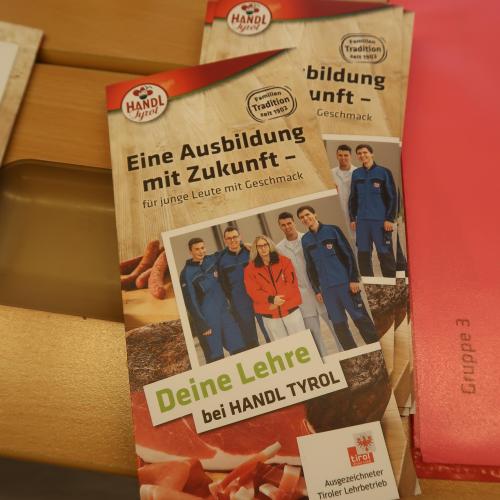 HANDL
Tyrol
Familien
Tradition
seit 1902
Eine Ausbildung
mit Zukunft –
für junge Leute mit Geschmack
Deine Lehre
bei HANDL TYROL
tirol
Ausgezeichneter
Tiroler Lehrbetrieb
HANDL
Tyrol
Familien
Tradition
seit 1902
bildung
unft –
Geschmack
Gruppe 3